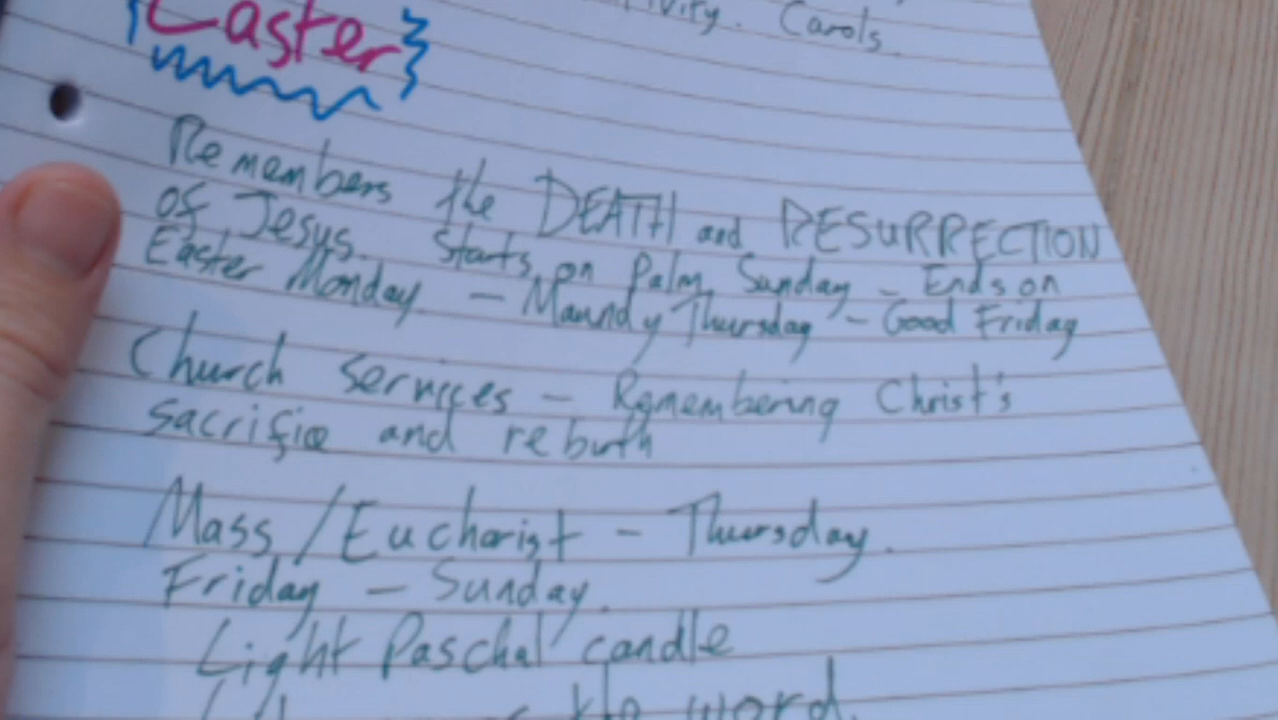 Carols
Easter
Remembers the DEATH and RESURRECTION
of Jesus. Starts on Palm Sunday - Ends on
Easter Monday - Maundy Thursday - Good Friday
Church services - Remembering Christ's
sacrifice and rebirth
Mass/Eucharist - Thursday.
Friday - Sunday.
Light Paschal candle
word.